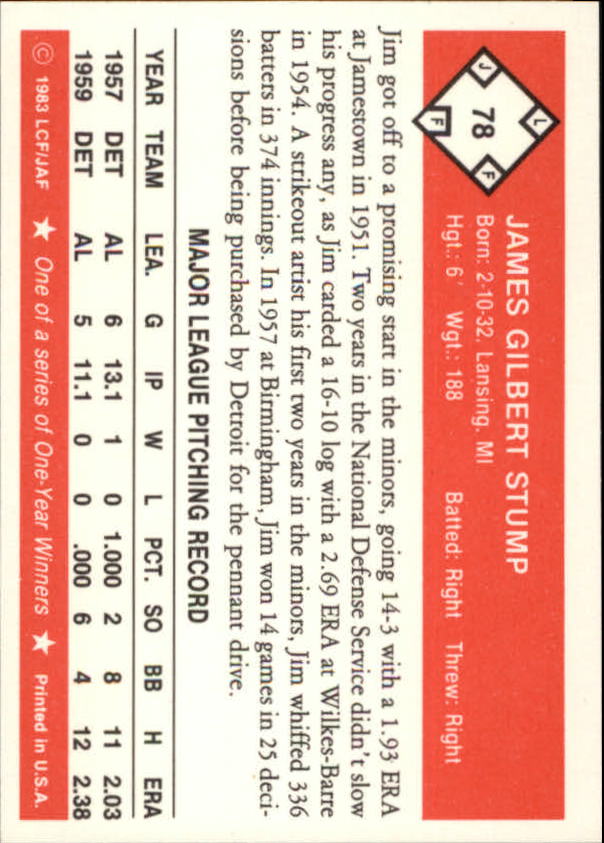 L
J 78 F
F
JAMES GILBERT STUMP
Born: 2-10-32, Lansing, MI
Hgt.: 6' Wgt.: 188 Batted: Right Threw: Right
Jim got off to a promising start in the minors, going 14-3 with a 1.93 ERA
at Jamestown in 1951. Two years in the National Defense Service didn't slow
his progress any, as Jim carded a 16-10 log with a 2.69 ERA at Wilkes-Barre
in 1954. A strikeout artist his first two years in the minors, Jim whiffed 336
batters in 374 innings. In 1957 at Birmingham, Jim won 14 games in 25 deci-
sions before being purchased by Detroit for the pennant drive.
MAJOR LEAGUE PITCHING RECORD
YEAR TEAM LEA. G IP W L PCT. SO BB H ERA
1957 DET AL 6 13.1 1 0 1.000 2 8 11 2.03
1959 DET AL 5 11.1 0 0 .000 6 4 12 2.38
© 1983 LCF/JAF ★ One of a series of One-Year Winners ★ Printed in U.S.A.